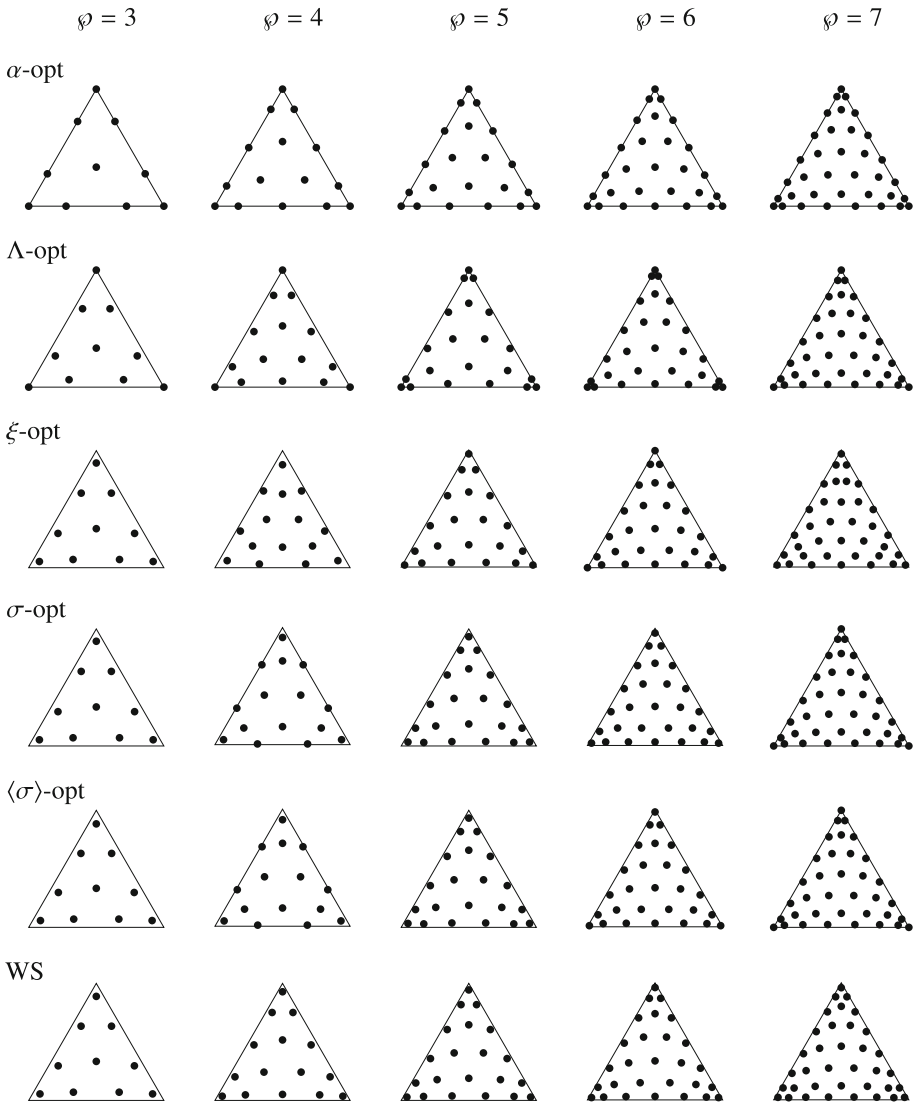 ℘ = 3 ℘ = 4 ℘ = 5 ℘ = 6 ℘ = 7
α-opt
Λ-opt
ξ-opt
σ-opt
⟨σ⟩-opt
WS